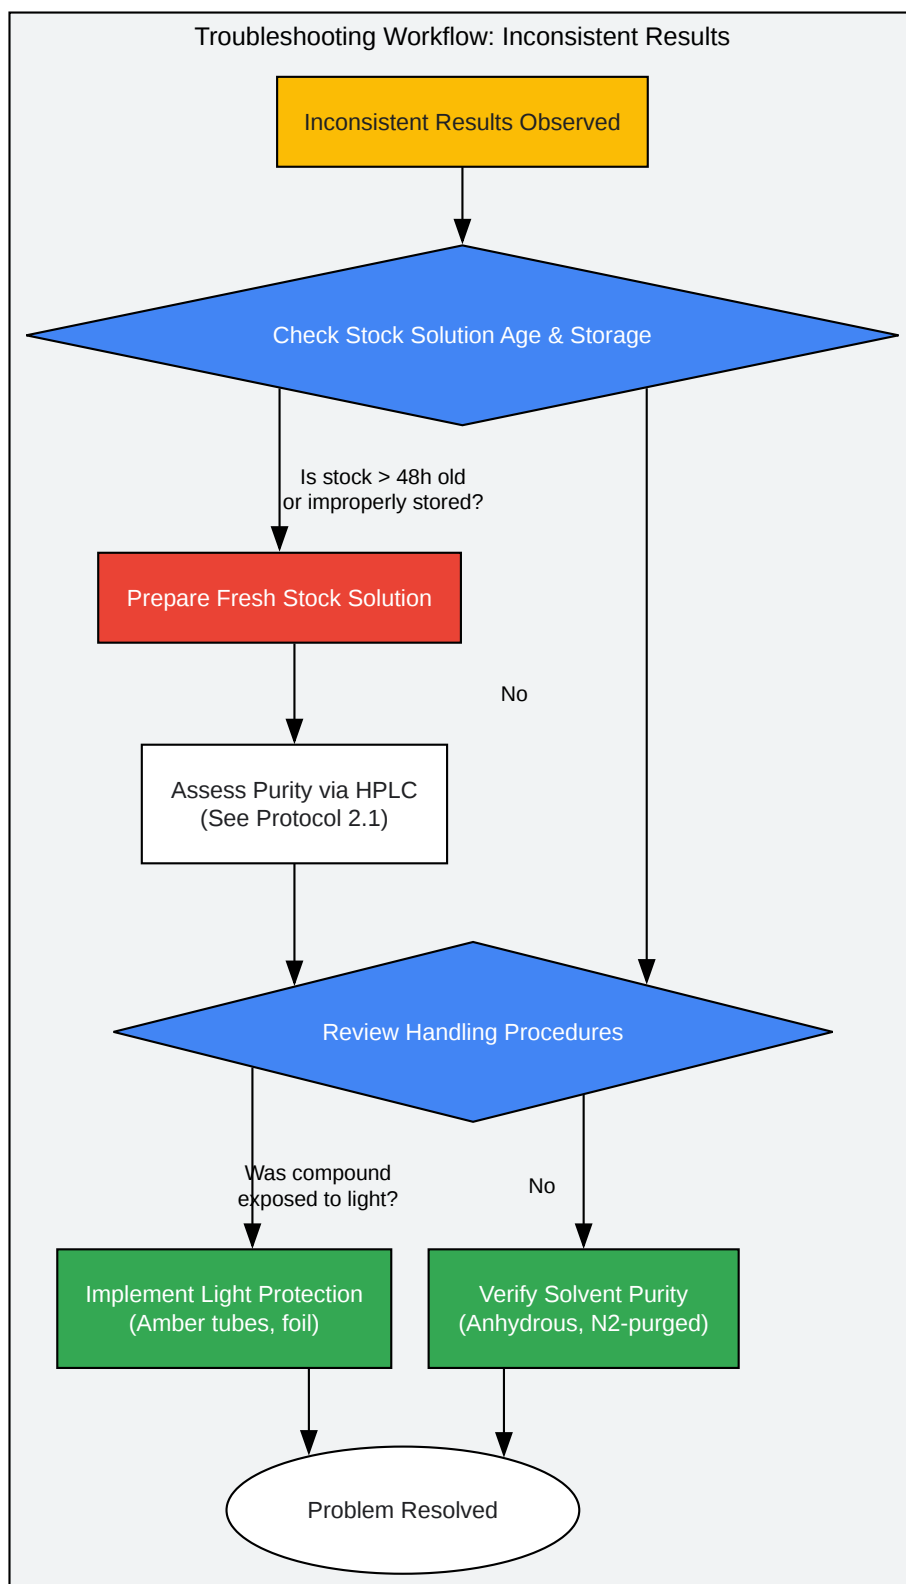 Troubleshooting Workflow: Inconsistent Results
Inconsistent Results Observed
Check Stock Solution Age & Storage
Is stock > 48h old
or improperly stored?
Prepare Fresh Stock Solution
No
Assess Purity via HPLC
(See Protocol 2.1)
Review Handling Procedures
Was compound
exposed to light?
No
Implement Light Protection
(Amber tubes, foil)
Verify Solvent Purity
(Anhydrous, N2-purged)
Problem Resolved